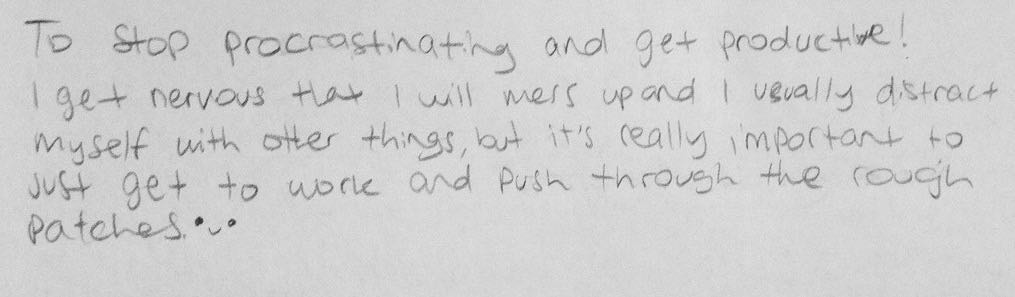 To stop procrastinating and get productive!
I get nervous that I will mess up and I usually distract
myself with other things, but it's really important to
just get to work and push through the rough
patches.